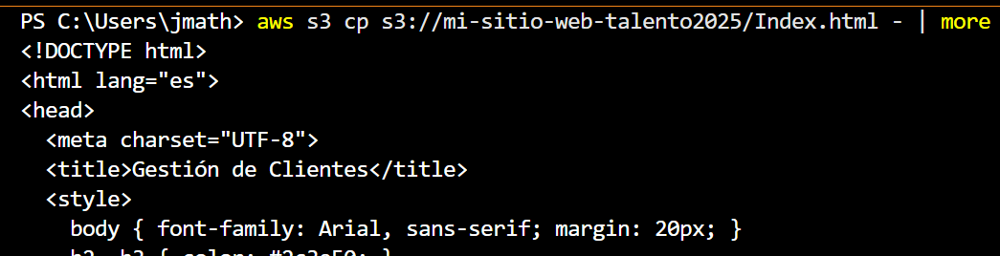 PS C:\Users\jmath> aws s3 cp s3://mi-sitio-web-talento2025/Index.html - | more
<!DOCTYPE html>
<html lang="es">
<head>
  <meta charset="UTF-8">
  <title>Gestión de Clientes</title>
  <style>
    body { font-family: Arial, sans-serif; margin: 20px; }